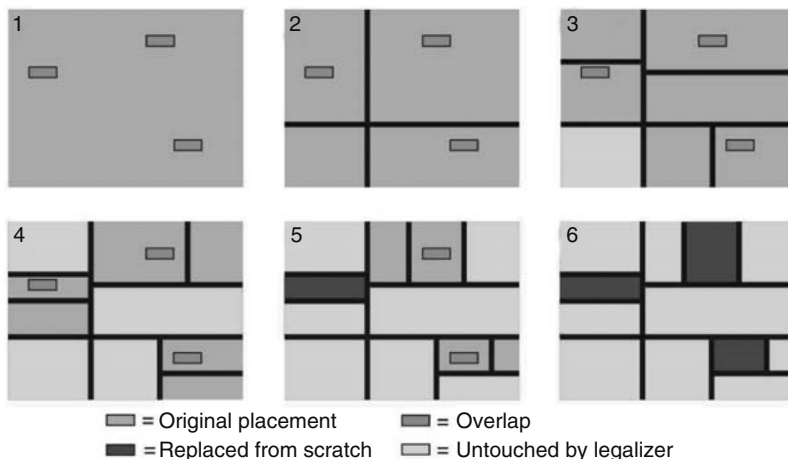 1
2
3
4
5
6
= Original placement
= Overlap
= Replaced from scratch
= Untouched by legalizer